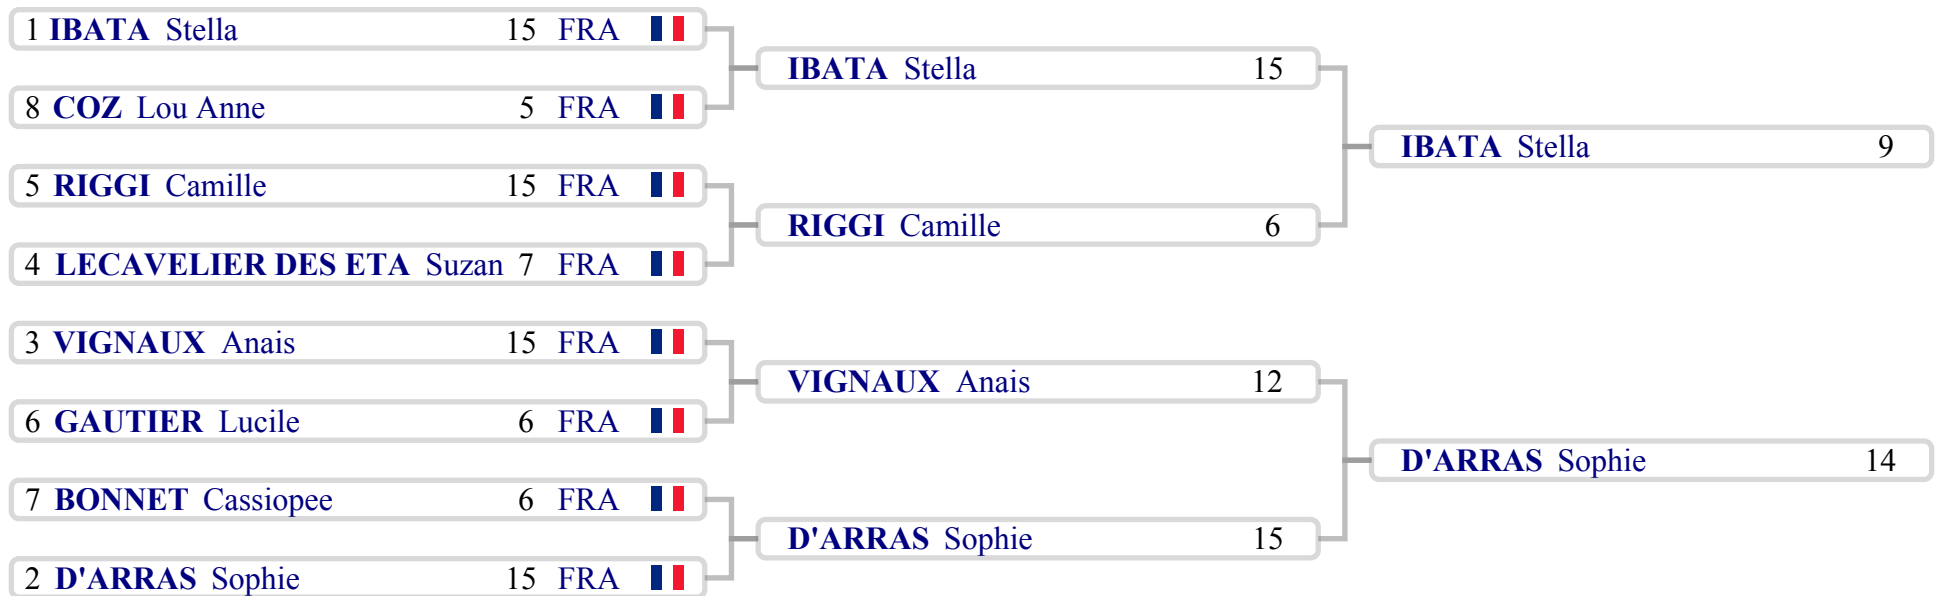 1 IBATA Stella 15 FRA
8 COZ Lou Anne 5 FRA
5 RIGGI Camille 15 FRA
4 LECAVELIER DES ETA Suzan 7 FRA
3 VIGNAUX Anais 15 FRA
6 GAUTIER Lucile 6 FRA
7 BONNET Cassiopee 6 FRA
2 D'ARRAS Sophie 15 FRA
IBATA Stella 15
RIGGI Camille 6
VIGNAUX Anais 12
D'ARRAS Sophie 15
IBATA Stella 9
D'ARRAS Sophie 14